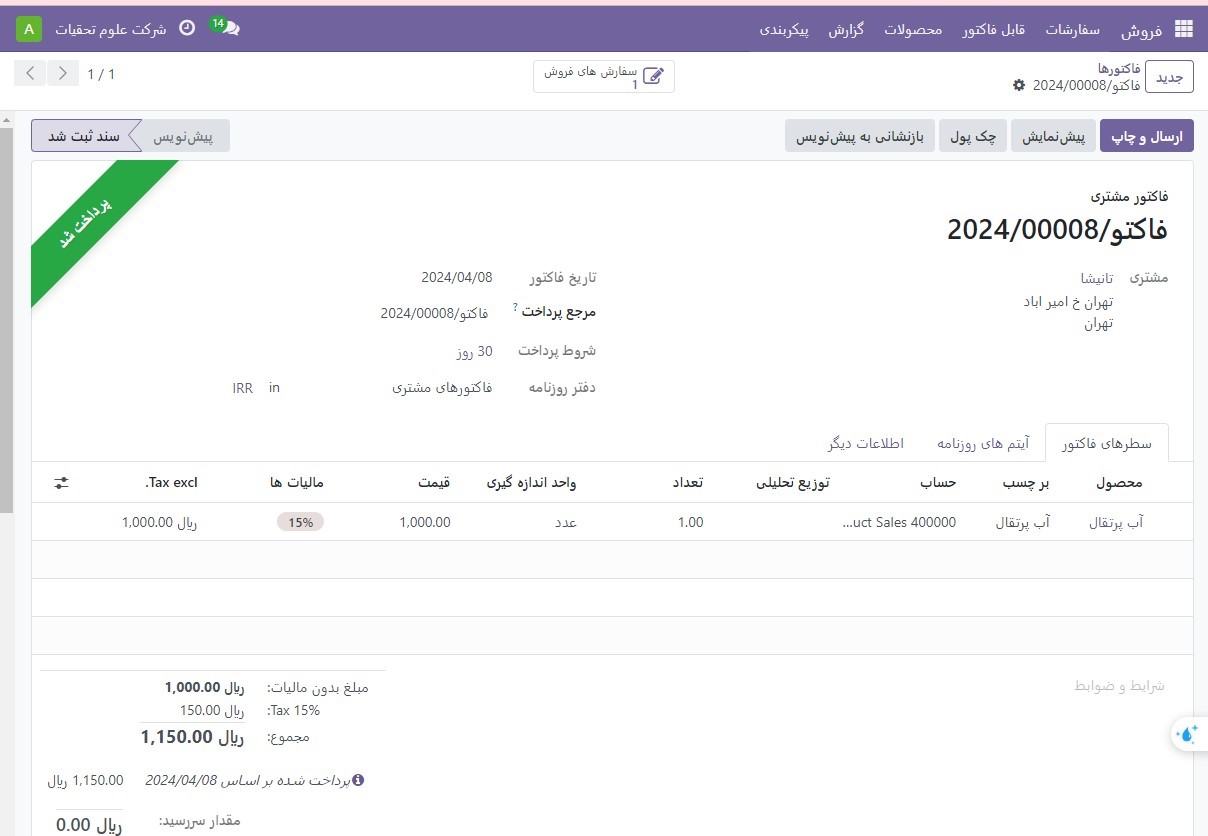 فروش سفارشات قابل فاکتور محصولات گزارش پیکربندی 14 شرکت علوم تحقیات A
جدید فاکتورها سفارش های فروش 1 / 1
فاکتو/2024/00008 1
ارسال و چاپ پیش‌نمایش چک پول بازنشانی به پیش‌نویس پیش‌نویس سند ثبت شد
پرداخت شد
فاکتور مشتری
فاکتو/2024/00008
مشتری تانیشا
تهران خ امیر اباد
تهران
تاریخ فاکتور 2024/04/08
مرجع پرداخت ? فاکتو/2024/00008
شروط پرداخت 30 روز
دفتر روزنامه فاکتورهای مشتری in IRR
سطرهای فاکتور آیتم های روزنامه اطلاعات دیگر
محصول بر چسب حساب توزیع تحلیلی تعداد واحد اندازه گیری قیمت مالیات ها Tax excl.
آب پرتقال آب پرتقال 400000 Product Sales... 1.00 عدد 1,000.00 15% 1,000.00 ریال
شرایط و ضوابط
مبلغ بدون مالیات: 1,000.00 ریال
Tax 15%: 150.00 ریال
مجموع: 1,150.00 ریال
پرداخت شده بر اساس 2024/04/08 1,150.00 ریال
مقدار سررسید: 0.00 ریال